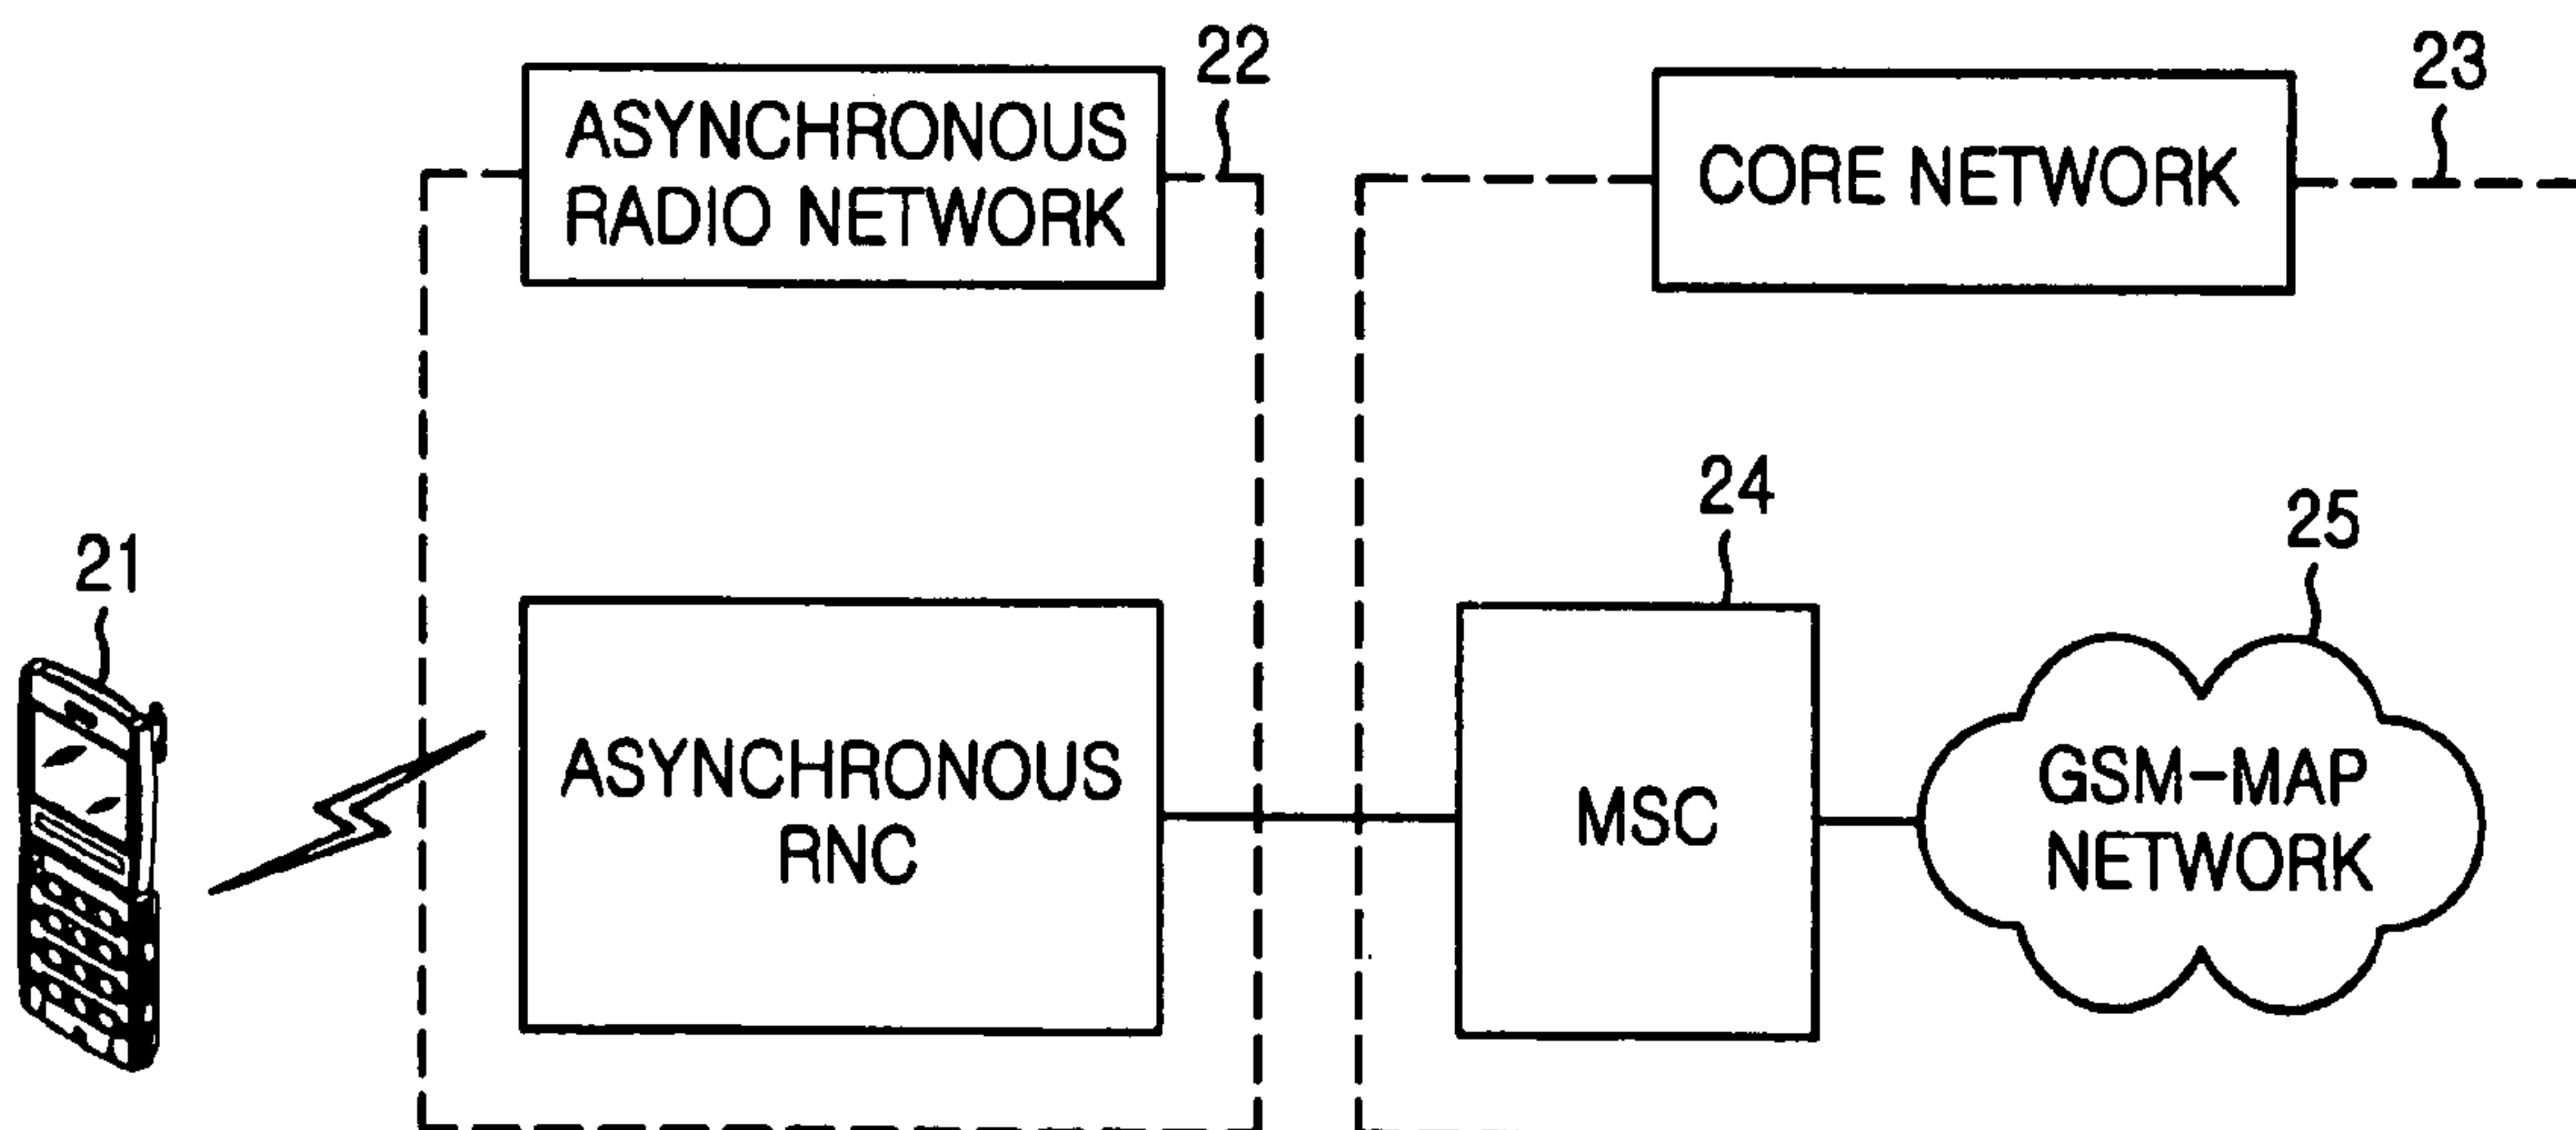 22
23
ASYNCHRONOUS
RADIO NETWORK
CORE NETWORK
24
25
21
ASYNCHRONOUS
RNC
MSC
GSM-MAP
NETWORK